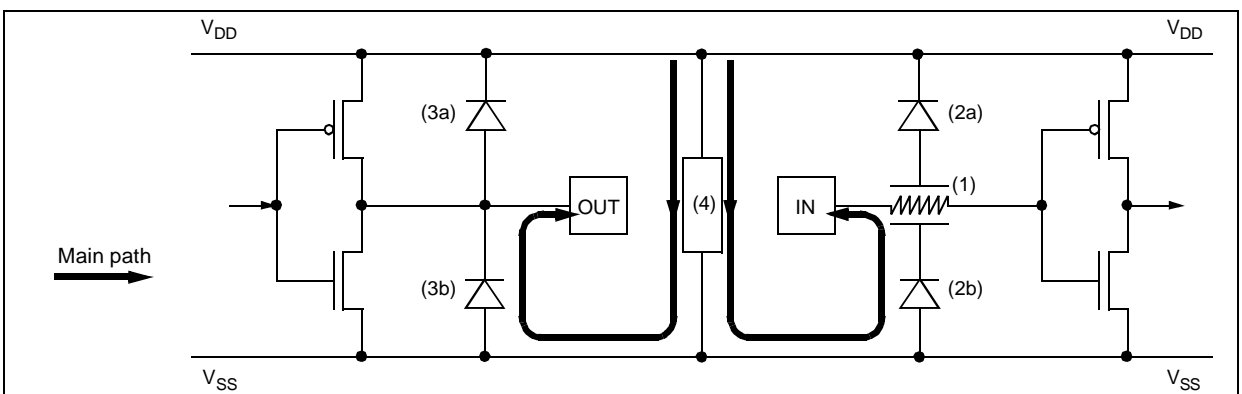 VDD VDD
(3a) (2a)
(1)
OUT (4) IN
Main path
(3b) (2b)
VSS VSS